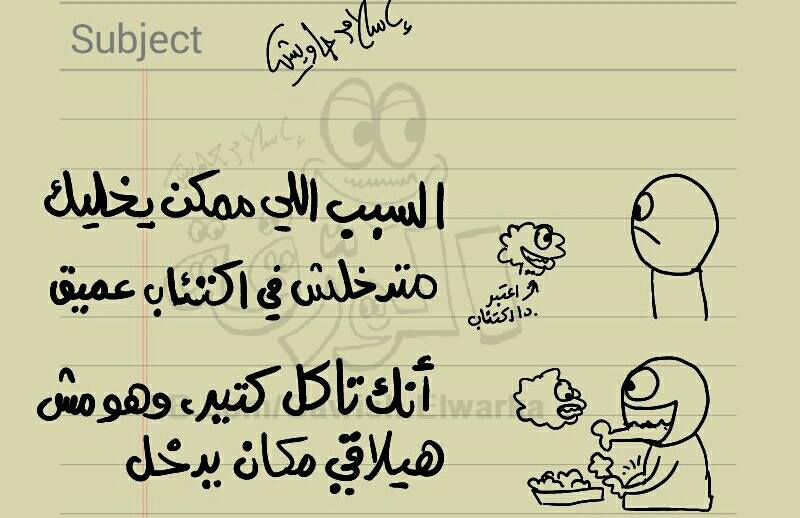 Subject
إسلام جاويش
السبب اللي ممكن يخليك
متدخلش في اكتئاب عميق
اعتبر
دا اكتئاب.
أنك تاكل كتير، وهو مش
هيلاقي مكان يدخل